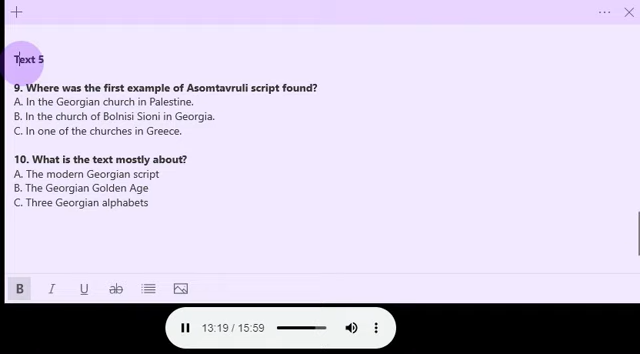 Text 5
9. Where was the first example of Asomtavruli script found?
A. In the Georgian church in Palestine.
B. In the church of Bolnisi Sioni in Georgia.
C. In one of the churches in Greece.
10. What is the text mostly about?
A. The modern Georgian script
B. The Georgian Golden Age
C. Three Georgian alphabets
B I U ab
13:19 / 15:59